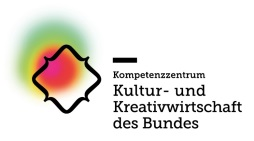 Kompetenzzentrum
Kultur- und
Kreativwirtschaft
des Bundes